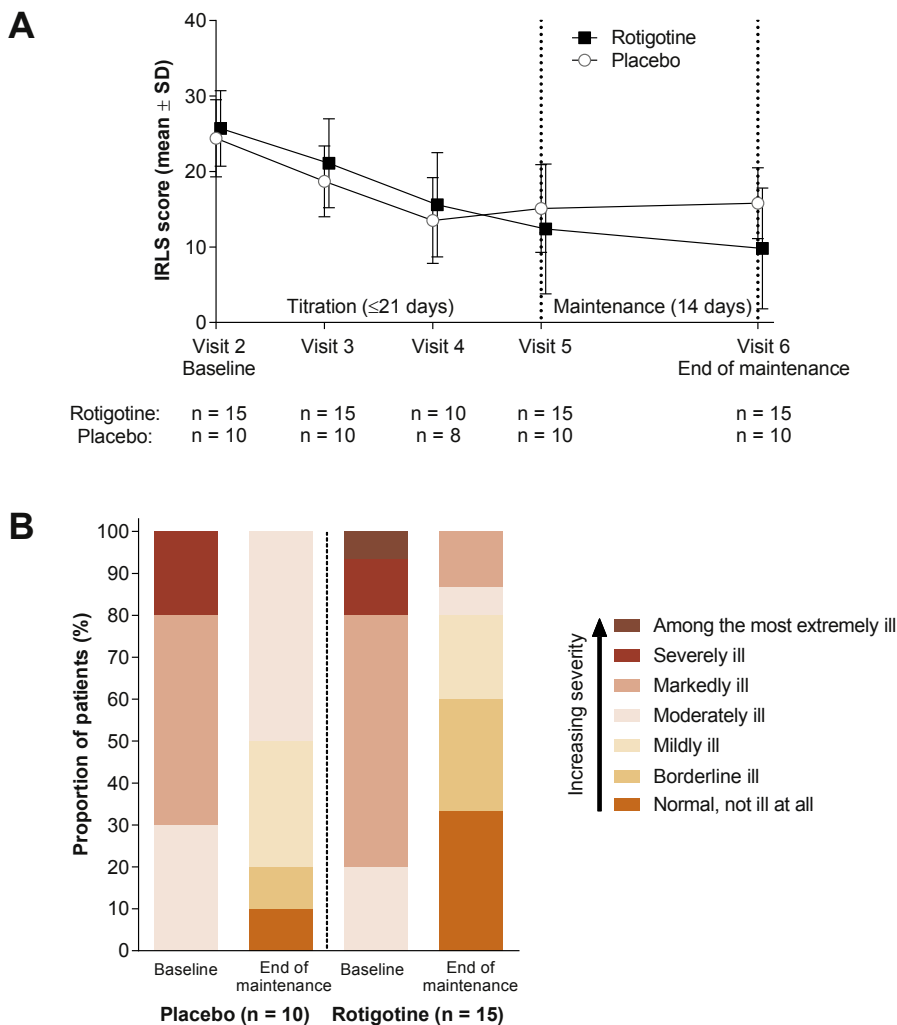 A
IRLS score (mean ± SD)
40
30
20
10
0
Rotigotine
Placebo
Titration (≤21 days)
Maintenance (14 days)
Visit 2
Baseline
Visit 3
Visit 4
Visit 5
Visit 6
End of maintenance
Rotigotine: n = 15 n = 15 n = 10 n = 15 n = 15
Placebo: n = 10 n = 10 n = 8 n = 10 n = 10
B
Proportion of patients (%)
100
90
80
70
60
50
40
30
20
10
0
Baseline
End of
maintenance
Baseline
End of
maintenance
Placebo (n = 10)
Rotigotine (n = 15)
Increasing severity
Among the most extremely ill
Severely ill
Markedly ill
Moderately ill
Mildly ill
Borderline ill
Normal, not ill at all